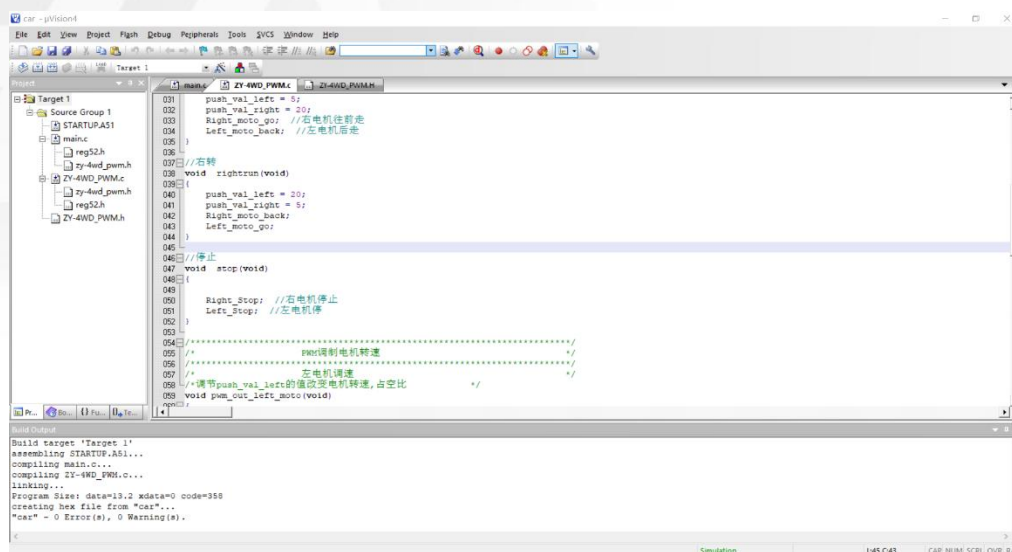 car - µVision4
File Edit View Project Flash Debug Peripherals Tools SVCS Window Help
Target 1
Project
main.c ZY-4WD_PWM.c ZY-4WD_PWM.H
Target 1
Source Group 1
STARTUP.A51
main.c
reg52.h
zy-4wd_pwm.h
ZY-4WD_PWM.c
zy-4wd_pwm.h
reg52.h
ZY-4WD_PWM.h
031 push_val_left = 5;
032 push_val_right = 20;
033 Right_moto_go; //右电机往前走
034 Left_moto_back; //左电机后走
035 }
036
037 //右转
038 void rightrun(void)
039 {
040 push_val_left = 20;
041 push_val_right = 5;
042 Right_moto_back;
043 Left_moto_go;
044 }
045
046 //停止
047 void stop(void)
048 {
049
050 Right_Stop; //右电机停止
051 Left_Stop; //左电机停
052 }
053
054 /*************************************************************************/
055 /* PWM调制电机转速 */
056 /*************************************************************************/
057 /* 左电机调速 */
058 /*调节push_val_left的值改变电机转速,占空比 */
059 void pwm_out_left_moto(void)
Pr... Bo... {} Fu... Te...
Build Output
Build target 'Target 1'
assembling STARTUP.A51...
compiling main.c...
compiling ZY-4WD_PWM.c...
linking...
Program Size: data=13.2 xdata=0 code=358
creating hex file from "car"...
"car" - 0 Error(s), 0 Warning(s).
Simulation L:45 C:43 CAP NUM SCRL OVR